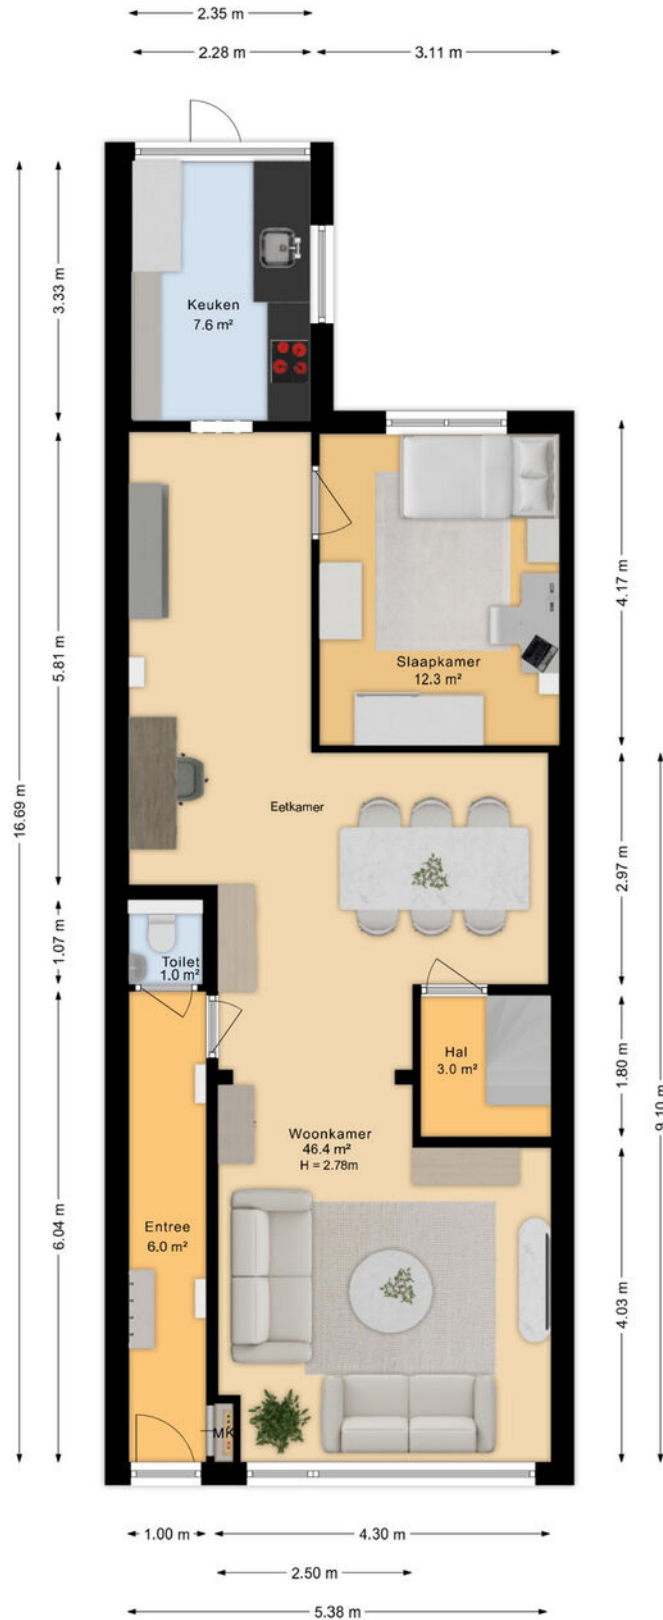 2.35 m
2.28 m
3.11 m
3.33 m
Keuken
7.6 m²
5.81 m
4.17 m
Slaapkamer
12.3 m²
16.69 m
Eetkamer
2.97 m
1.07 m
Toilet
1.0 m²
Hal
3.0 m²
1.80 m
9.10 m
Woonkamer
46.4 m²
H = 2.78m
6.04 m
Entree
6.0 m²
4.03 m
MK
1.00 m
4.30 m
2.50 m
5.38 m